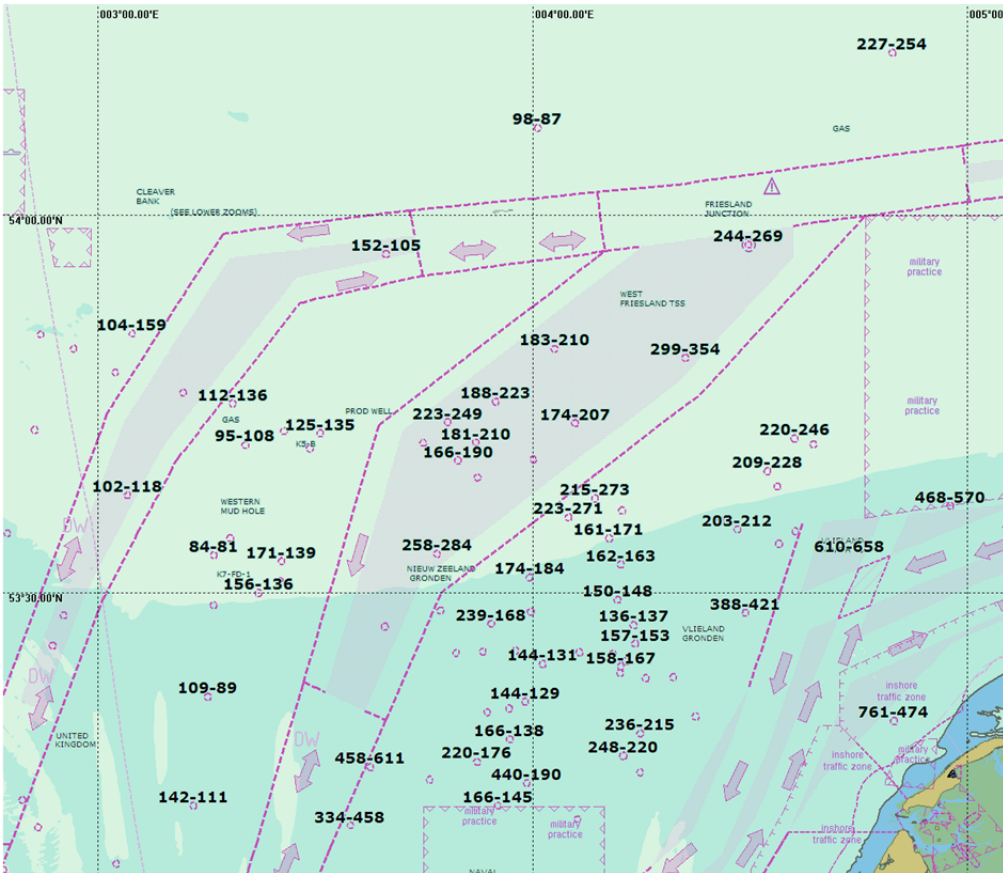 003°00'.00"E
004°00'.00"E
005°0
227-254
98-87
GAS
CLEAVER
BANK
(SEE LOWER ZOOMS)
FRIESLAND
JUNCTION
54°00'.00"N
244-269
152-105
military
practice
WEST
FRIESLAND TSS
104-159
183-210
299-354
112-136
188-223
military
practice
GAS
PROD WELL
223-249
174-207
125-135
95-108
K5-B
181-210
220-246
166-190
209-228
102-118
215-273
468-570
WESTERN
MUD HOLE
223-271
203-212
DW
161-171
84-81
171-139
258-284
162-163
610-658
K7-FD-1
NIEUW ZEELAND
GRONDEN
174-184
156-136
53°30'.00"N
150-148
388-421
239-168
136-137
VLIELAND
GRONDEN
157-153
144-131
158-167
DW
109-89
144-129
inshore
traffic zone
761-474
UNITED
KINGDOM
DW
166-138
236-215
220-176
248-220
military
practice
458-611
inshore
traffic zone
440-190
142-111
166-145
334-458
military
practice
military
practice
inshore
traffic zone
NAVAL